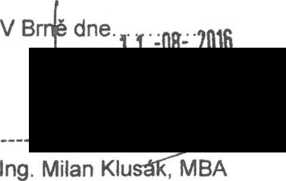 V Brně dne..............
11 -08- 2016
Ing. Milan Klusák, MBA